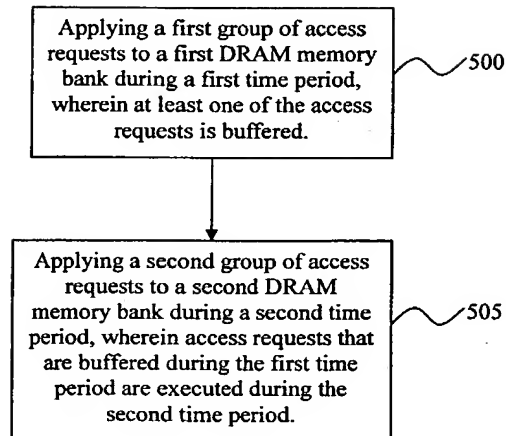 Applying a first group of access
requests to a first DRAM memory
bank during a first time period,
wherein at least one of the access
requests is buffered.
500
Applying a second group of access
requests to a second DRAM
memory bank during a second time
period, wherein access requests that
are buffered during the first time
period are executed during the
second time period.
505